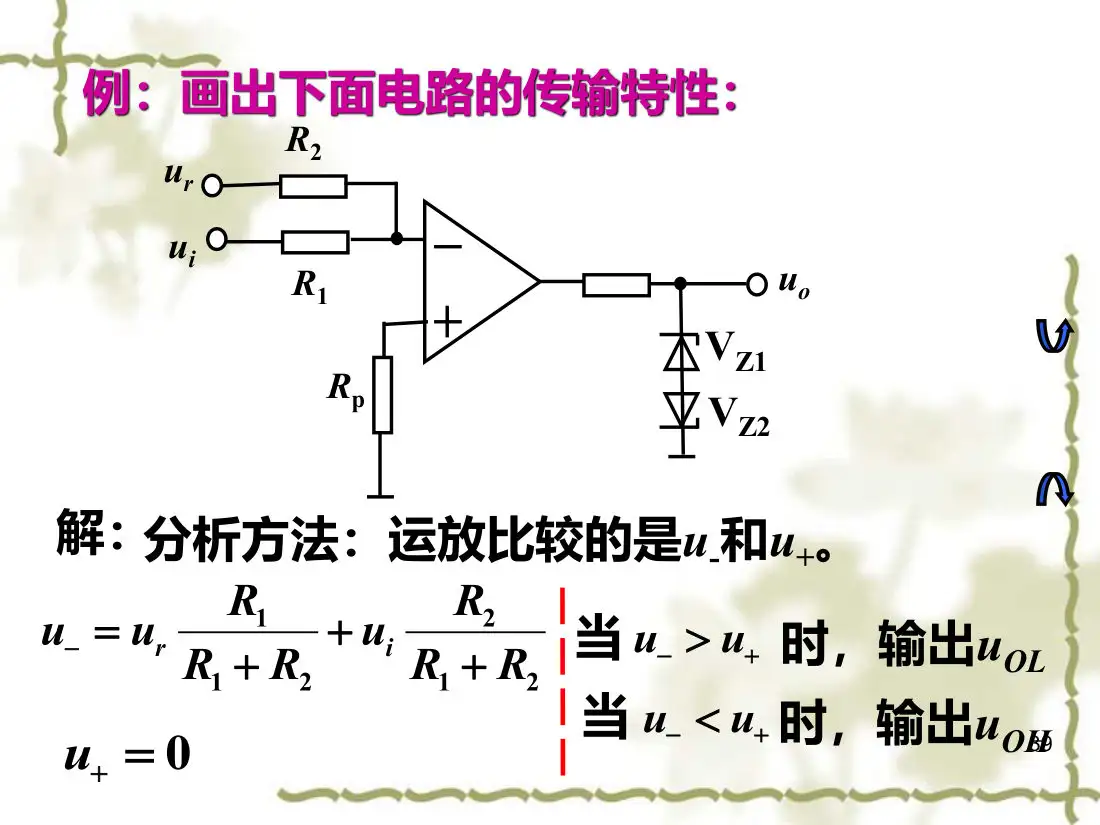 例：画出下面电路的传输特性：
R2
ur
ui
R1
uo
− 
+
Rp
VZ1
VZ2
解：分析方法：运放比较的是u-和u+。
u− = ur R1/(R1 + R2) + ui R2/(R1 + R2)
当 u− > u+ 时，输出uOL
当 u− < u+ 时，输出uOH
u+ = 0
39